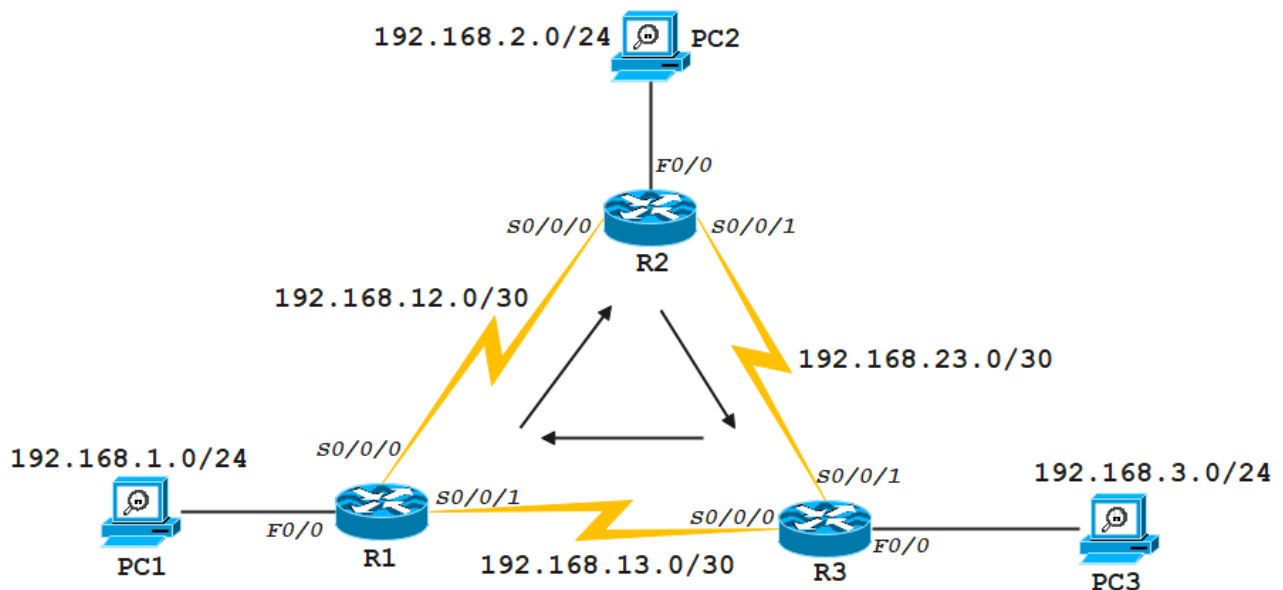 192.168.2.0/24
PC2
F0/0
S0/0/0
S0/0/1
R2
192.168.12.0/30
192.168.23.0/30
S0/0/0
192.168.1.0/24
S0/0/1
F0/0
PC1
R1
192.168.13.0/30
S0/0/1
192.168.3.0/24
S0/0/0
F0/0
R3
PC3